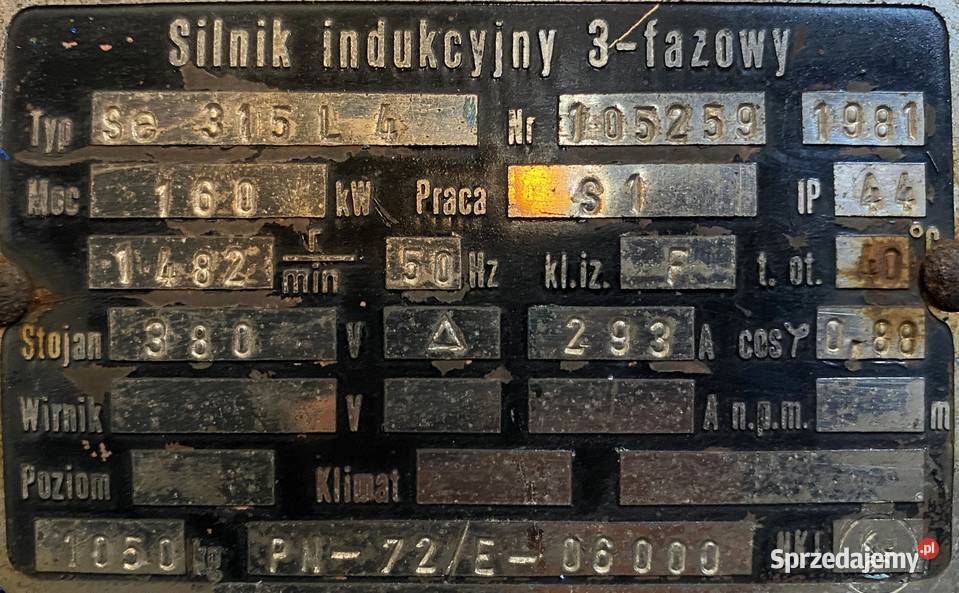 Silnik indukcyjny 3-fazowy
Typ Se 315 L 4 Nr 105259 1981
Moc 160 kW Praca S1 IP 44
1482 r/min 50 Hz kl.iz. F t. ot. 40 °C
Stojan 380 V Δ 293 A cosφ 0,88
Wirnik V A n.p.m. m
Poziom Klimat
1050 kg PN-72/E-06000
Sprzedajemy.pl